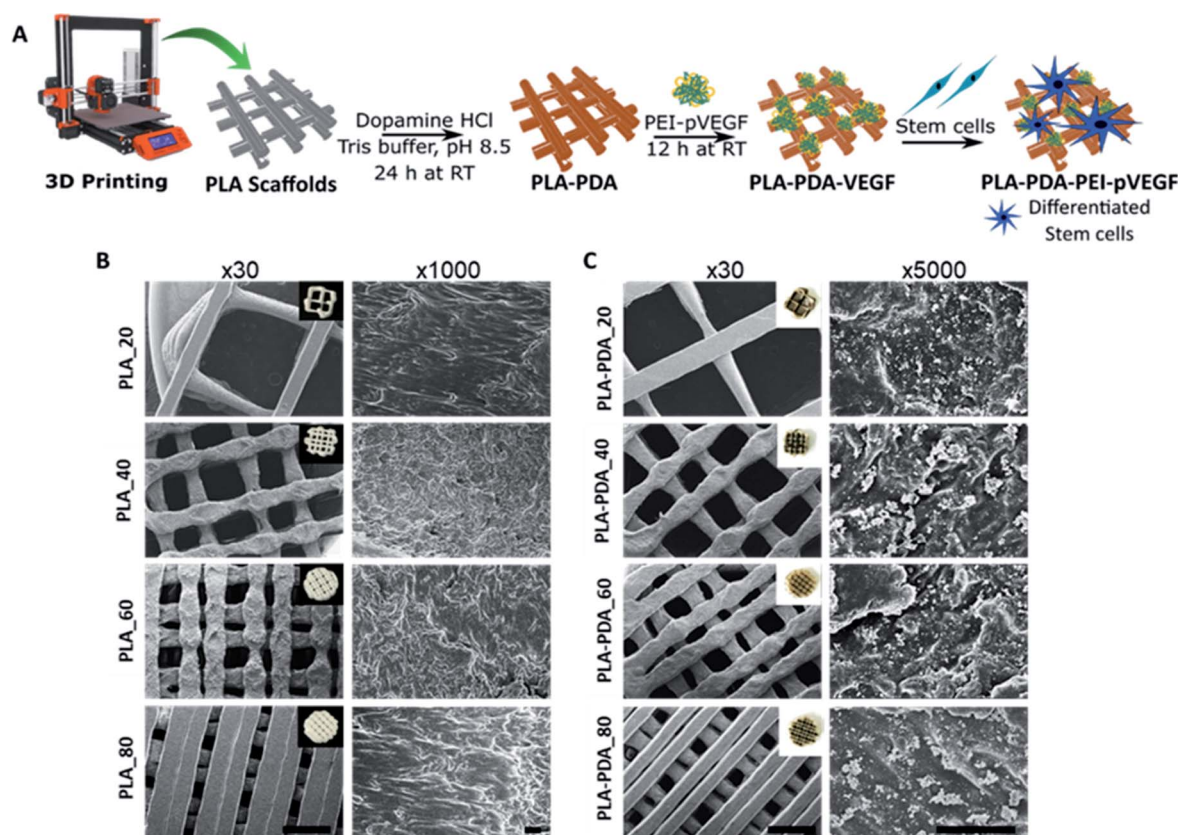 A
3D Printing
PLA Scaffolds
Dopamine HCl
Tris buffer, pH 8.5
24 h at RT
PLA-PDA
PEI-pVEGF
12 h at RT
PLA-PDA-VEGF
Stem cells
PLA-PDA-PEI-pVEGF
Differentiated
Stem cells
B
x30
x1000
PLA_20
PLA_40
PLA_60
PLA_80
C
x30
x5000
PLA-PDA_20
PLA-PDA_40
PLA-PDA_60
PLA-PDA_80